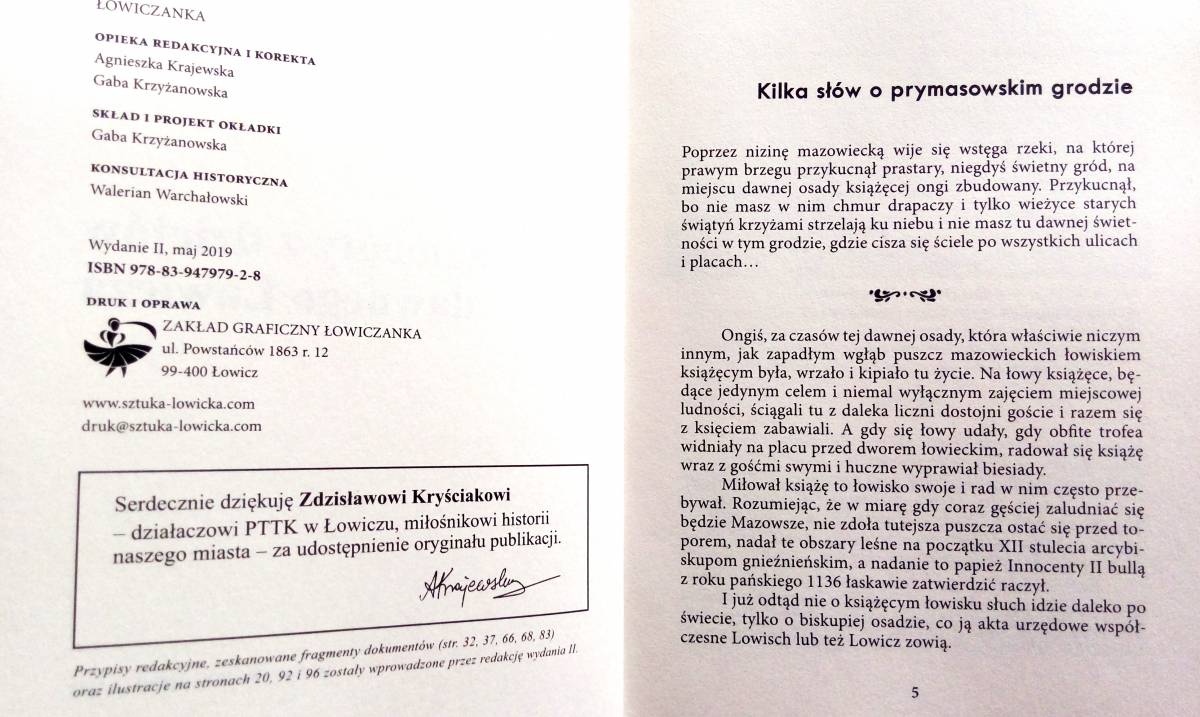 ŁOWICZANKA
OPIEKA REDAKCYJNA I KOREKTA
Agnieszka Krajewska
Gaba Krzyżanowska
SKŁAD I PROJEKT OKŁADKI
Gaba Krzyżanowska
KONSULTACJA HISTORYCZNA
Walerian Warchałowski
Wydanie II, maj 2019
ISBN 978-83-947979-2-8
DRUK I OPRAWA
ZAKŁAD GRAFICZNY ŁOWICZANKA
ul. Powstańców 1863 r. 12
99-400 Łowicz
www.sztuka-lowicka.com
druk@sztuka-lowicka.com
Serdecznie dziękuję Zdzisławowi Kryściakowi
– działaczowi PTTK w Łowiczu, miłośnikowi historii
naszego miasta – za udostępnienie oryginału publikacji.
AKrajewska
Przypisy redakcyjne, zeskanowane fragmenty dokumentów (str. 32, 37, 66, 68, 83)
oraz ilustracje na stronach 20, 92 i 96 zostały wprowadzone przez redakcję wydania II.
Kilka słów o prymasowskim grodzie
Poprzez nizinę mazowiecką wije się wstęga rzeki, na której
prawym brzegu przykucnął prastary, niegdyś świetny gród, na
miejscu dawnej osady książęcej ongi zbudowany. Przykucnął,
bo nie masz w nim chmur drapaczy i tylko wieżyce starych
świątyń krzyżami strzelają ku niebu i nie masz tu dawnej świet-
ności w tym grodzie, gdzie cisza się ściele po wszystkich ulicach
i placach…
Ongiś, za czasów tej dawnej osady, która właściwie niczym
innym, jak zapadłym wgłąb puszcz mazowieckich łowiskiem
książęcym była, wrzało i kipiało tu życie. Na łowy książęce, bę-
dące jedynym celem i niemal wyłącznym zajęciem miejscowej
ludności, ściągali tu z daleka liczni dostojni goście i razem się
z księciem zabawiali. A gdy się łowy udały, gdy obfite trofea
widniały na placu przed dworem łowieckim, radował się książę
wraz z gośćmi swymi i huczne wyprawiał biesiady.
Miłował książę to łowisko swoje i rad w nim często prze-
bywał. Rozumiejąc, że w miarę gdy coraz gęściej zaludniać się
będzie Mazowsze, nie zdoła tutejsza puszcza ostać się przed to-
porem, nadał te obszary leśne na początku XII stulecia arcybi-
skupom gnieźnieńskim, a nadanie to papież Innocenty II bullą
z roku pańskiego 1136 łaskawie zatwierdzić raczył.
I już odtąd nie o książęcym łowisku słuch idzie daleko po
świecie, tylko o biskupiej osadzie, co ją akta urzędowe współ-
czesne Lowisch lub też Lowicz zowią.
5